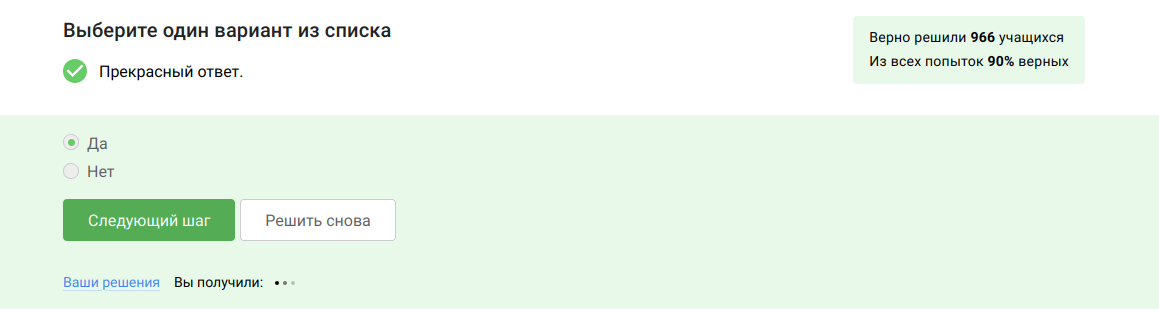 Выберите один вариант из списка
Прекрасный ответ.
Верно решили 966 учащихся
Из всех попыток 90% верных
Да
Нет
Следующий шаг
Решить снова
Ваши решения Вы получили: